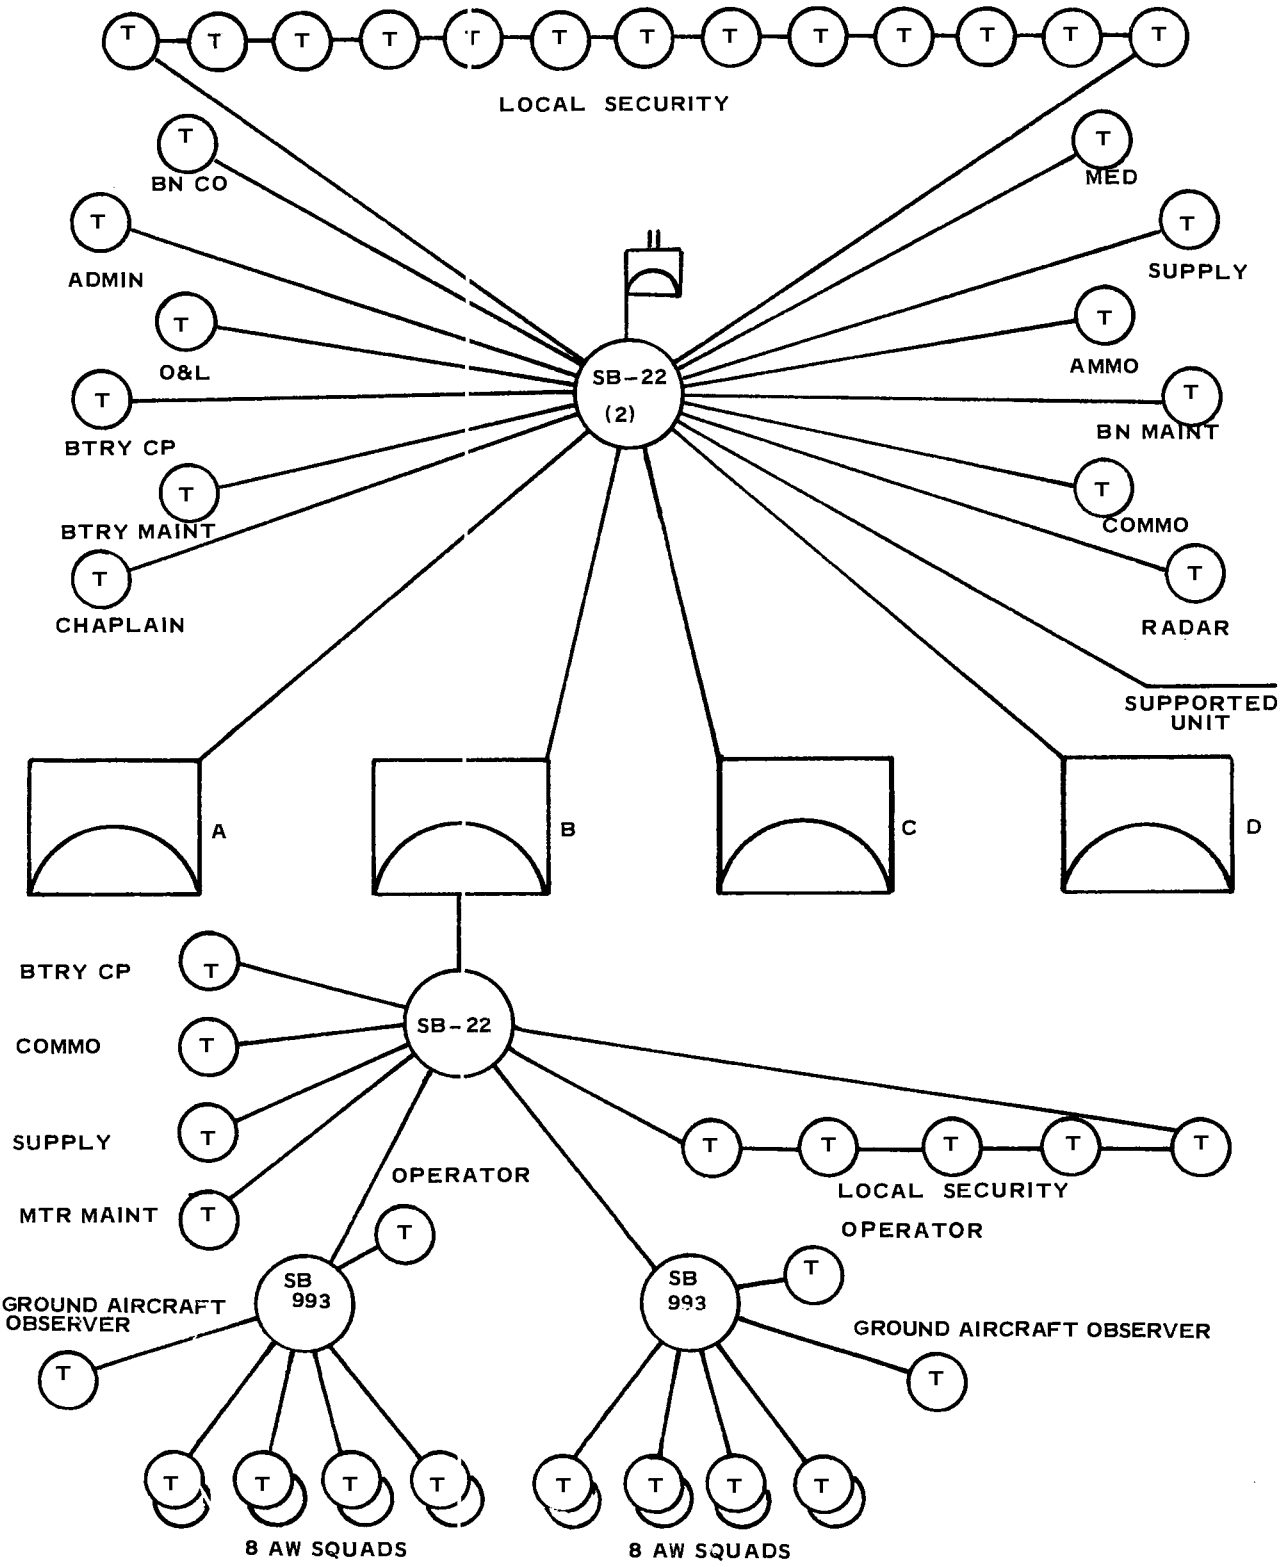 T T T T T T T T T T T T T
LOCAL SECURITY
T
BN CO
T
MED
T
ADMIN
T
SUPPLY
T
O&L
T
AMMO
SB-22
(2)
T
BTRY CP
T
BN MAINT
T
BTRY MAINT
T
COMMO
T
CHAPLAIN
T
RADAR
SUPPORTED
UNIT
A
B
C
D
BTRY CP T
SB-22
COMMO T
SUPPLY T
T T T T T
LOCAL SECURITY
MTR MAINT T
OPERATOR
T
OPERATOR
T
SB
993
SB
993
GROUND AIRCRAFT
OBSERVER
T
GROUND AIRCRAFT OBSERVER
T
T T T T
T T T T
8 AW SQUADS
8 AW SQUADS